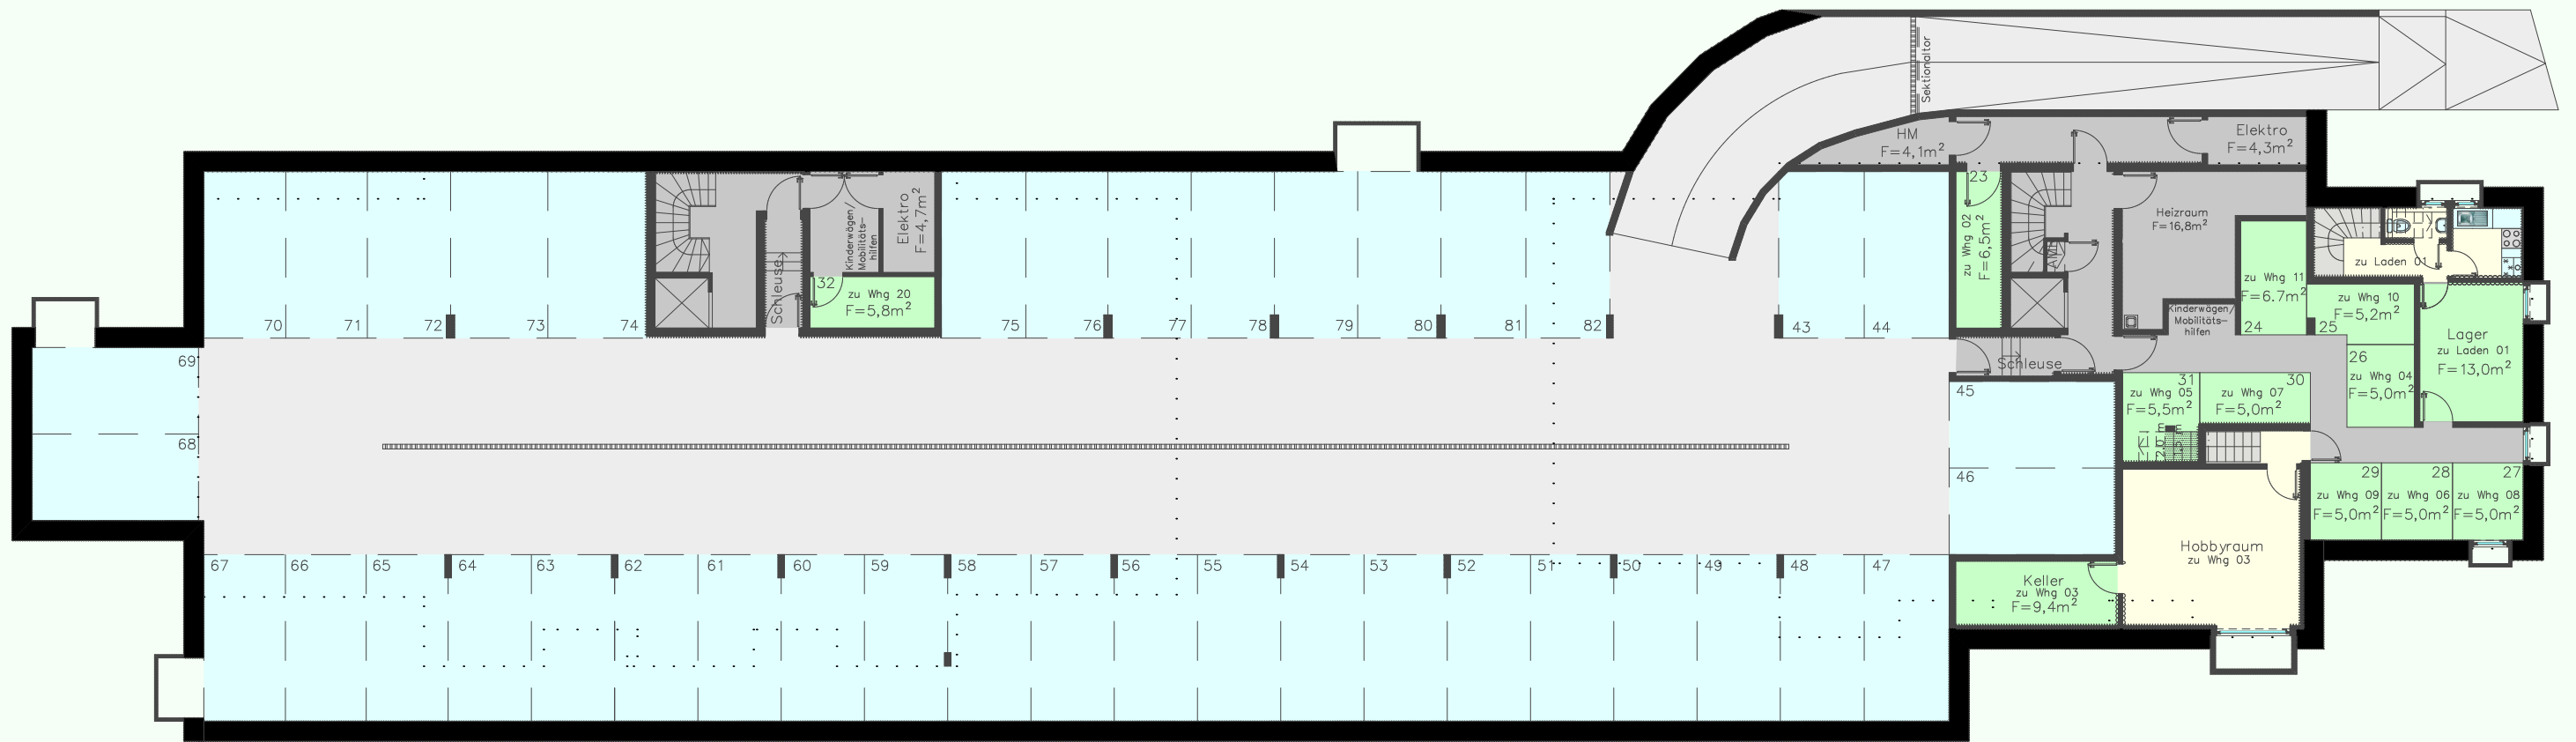 Sektionaltor
HM
F=4,1m²
Elektro
F=4,3m²
23
zu Whg 02
F=6,5m²
Heizraum
F=16,8m²
Kinderwägen/
Mobilitäts-
hilfen
Elektro
F=4,7m²
Schleuse
32
zu Whg 20
F=5,8m²
zu Laden 01
zu Whg 11
F=6.7m²
24
zu Whg 10
F=5,2m²
25
Kinderwägen/
Mobilitäts-
hilfen
Lager
zu Laden 01
F=13,0m²
26
zu Whg 04
F=5,0m²
70
71
72
73
74
75
76
77
78
79
80
81
82
43
44
Schleuse
69
68
45
46
31
zu Whg 05
F=5,5m²
30
zu Whg 07
F=5,0m²
29
zu Whg 09
F=5,0m²
28
zu Whg 06
F=5,0m²
27
zu Whg 08
F=5,0m²
Hobbyraum
zu Whg 03
Keller
zu Whg 03
F=9,4m²
67
66
65
64
63
62
61
60
59
58
57
56
55
54
53
52
51
50
49
48
47